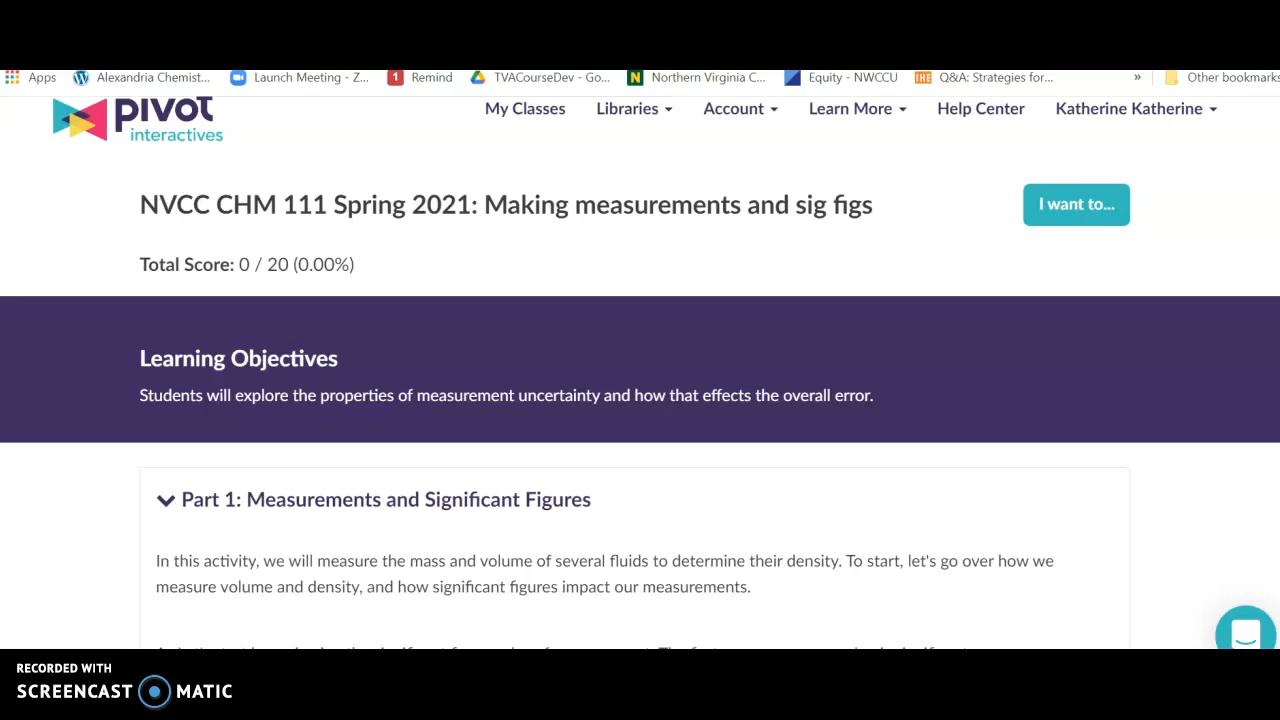 Apps Alexandria Chemist... Launch Meeting - Z... 1 Remind TVACourseDev - Go... N Northern Virginia C... Equity - NWCCU IHE Q&A: Strategies for... » Other bookmarks
pivot
interactives
My Classes Libraries Account Learn More Help Center Katherine Katherine
NVCC CHM 111 Spring 2021: Making measurements and sig figs
I want to...
Total Score: 0 / 20 (0.00%)
Learning Objectives
Students will explore the properties of measurement uncertainty and how that effects the overall error.
Part 1: Measurements and Significant Figures
In this activity, we will measure the mass and volume of several fluids to determine their density. To start, let's go over how we
measure volume and density, and how significant figures impact our measurements.
RECORDED WITH
SCREENCAST MATIC